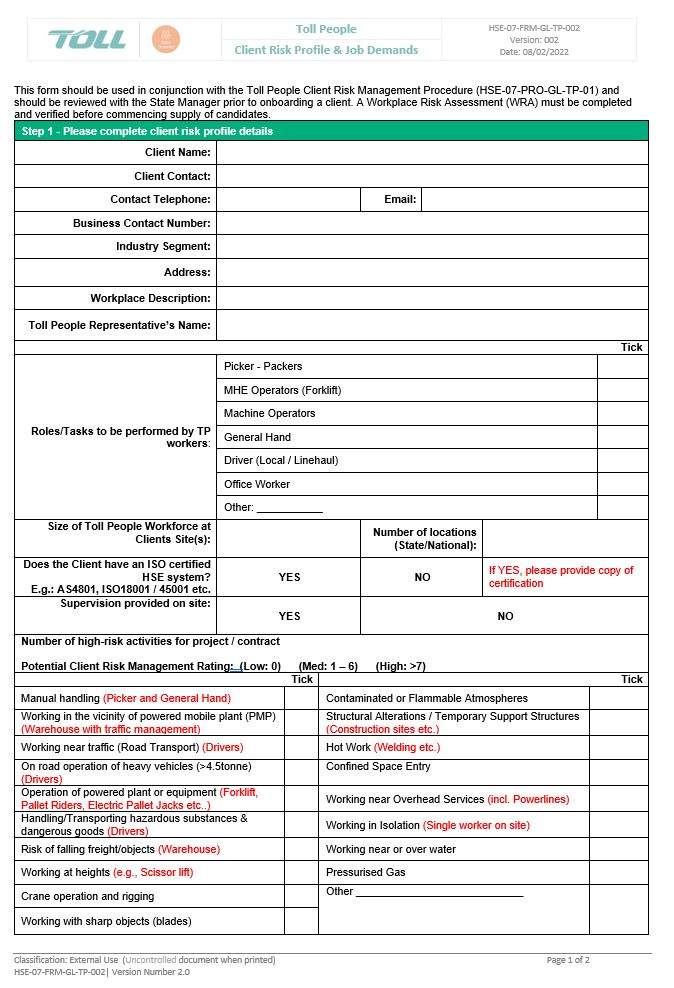 TOLL
Toll People
Client Risk Profile & Job Demands
HSE-07-FRM-GL-TP-002
Version: 002
Date: 08/02/2022
This form should be used in conjunction with the Toll People Client Risk Management Procedure (HSE-07-PRO-GL-TP-01) and
should be reviewed with the State Manager prior to onboarding a client. A Workplace Risk Assessment (WRA) must be completed
and verified before commencing supply of candidates.
Step 1 - Please complete client risk profile details
Client Name:
Client Contact:
Contact Telephone: Email:
Business Contact Number:
Industry Segment:
Address:
Workplace Description:
Toll People Representative's Name:
Tick
Roles/Tasks to be performed by TP
workers:
Picker - Packers
MHE Operators (Forklift)
Machine Operators
General Hand
Driver (Local / Linehaul)
Office Worker
Other: ___________
Size of Toll People Workforce at
Clients Site(s):
Number of locations
(State/National):
Does the Client have an ISO certified
HSE system?
E.g.: AS4801, ISO18001 / 45001 etc.
YES
NO
If YES, please provide copy of
certification
Supervision provided on site:
YES
NO
Number of high-risk activities for project / contract
Potential Client Risk Management Rating: (Low: 0) (Med: 1 – 6) (High: >7)
Tick Tick
Manual handling (Picker and General Hand)
Contaminated or Flammable Atmospheres
Working in the vicinity of powered mobile plant (PMP)
(Warehouse with traffic management)
Structural Alterations / Temporary Support Structures
(Construction sites etc.)
Working near traffic (Road Transport) (Drivers)
Hot Work (Welding etc.)
On road operation of heavy vehicles (>4.5tonne)
(Drivers)
Confined Space Entry
Operation of powered plant or equipment (Forklift,
Pallet Riders, Electric Pallet Jacks etc..)
Working near Overhead Services (incl. Powerlines)
Handling/Transporting hazardous substances &
dangerous goods (Drivers)
Working in Isolation (Single worker on site)
Risk of falling freight/objects (Warehouse)
Working near or over water
Working at heights (e.g., Scissor lift)
Pressurised Gas
Crane operation and rigging
Other ____________________________
Working with sharp objects (blades)
Classification: External Use (Uncontrolled document when printed)
Page 1 of 2
HSE-07-FRM-GL-TP-002| Version Number 2.0